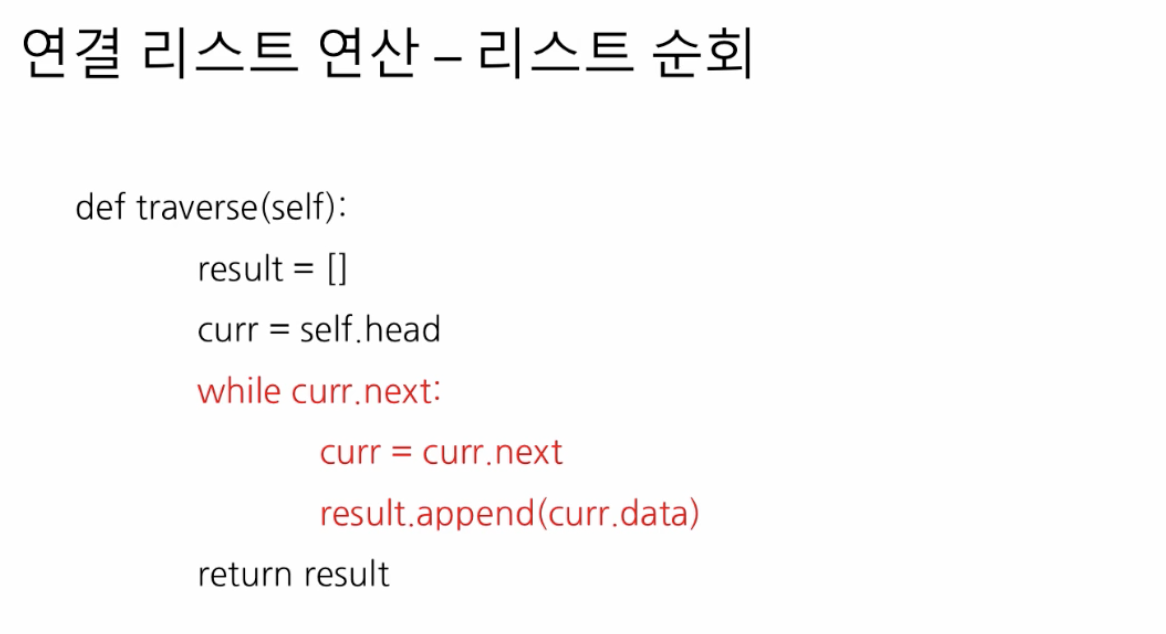 연결 리스트 연산 – 리스트 순회
def traverse(self):
result = []
curr = self.head
while curr.next:
curr = curr.next
result.append(curr.data)
return result